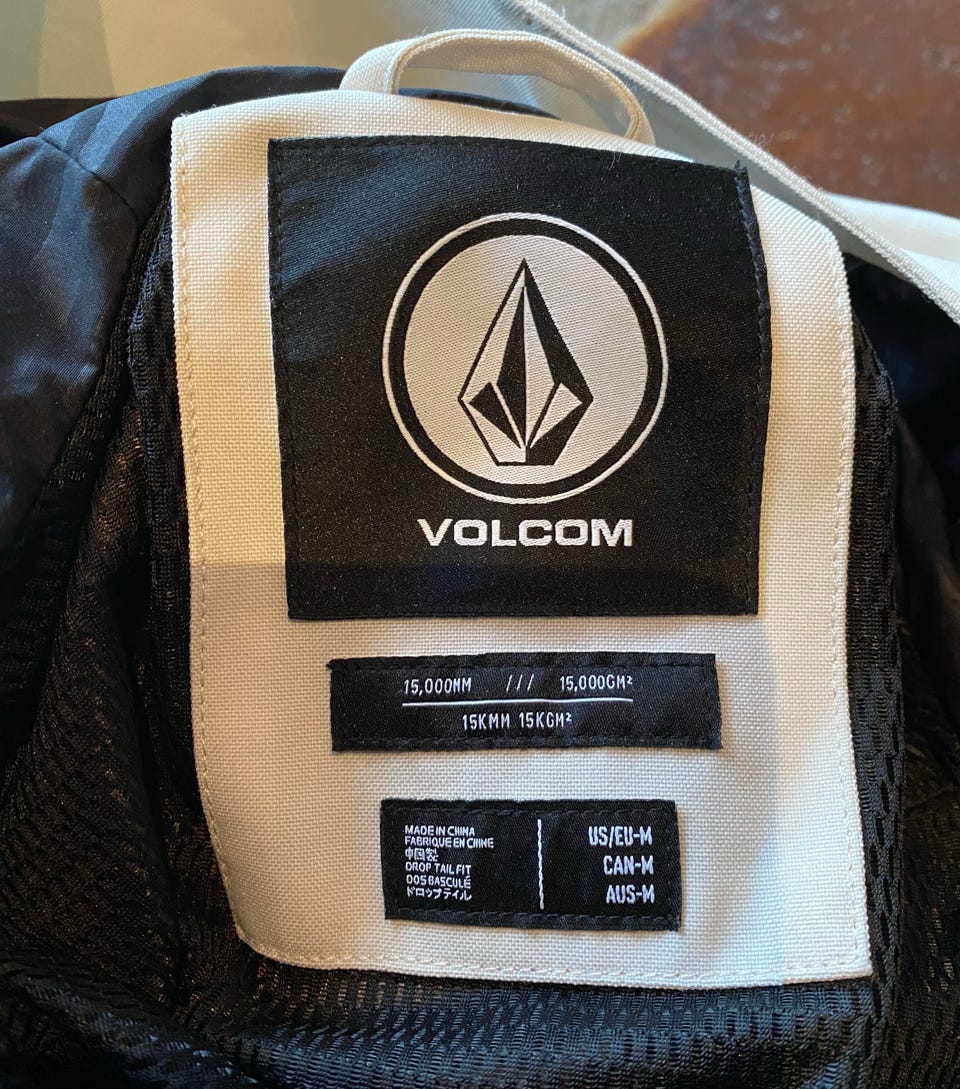 VOLCOM
15,000MM /// 15,000GM²
15KMM 15KGM²
MADE IN CHINA
FABRIQUE EN CHINE
中国製
DROP TAIL FIT
DOS BASCULÉ
ドロップテイル
US/EU-M
CAN-M
AUS-M